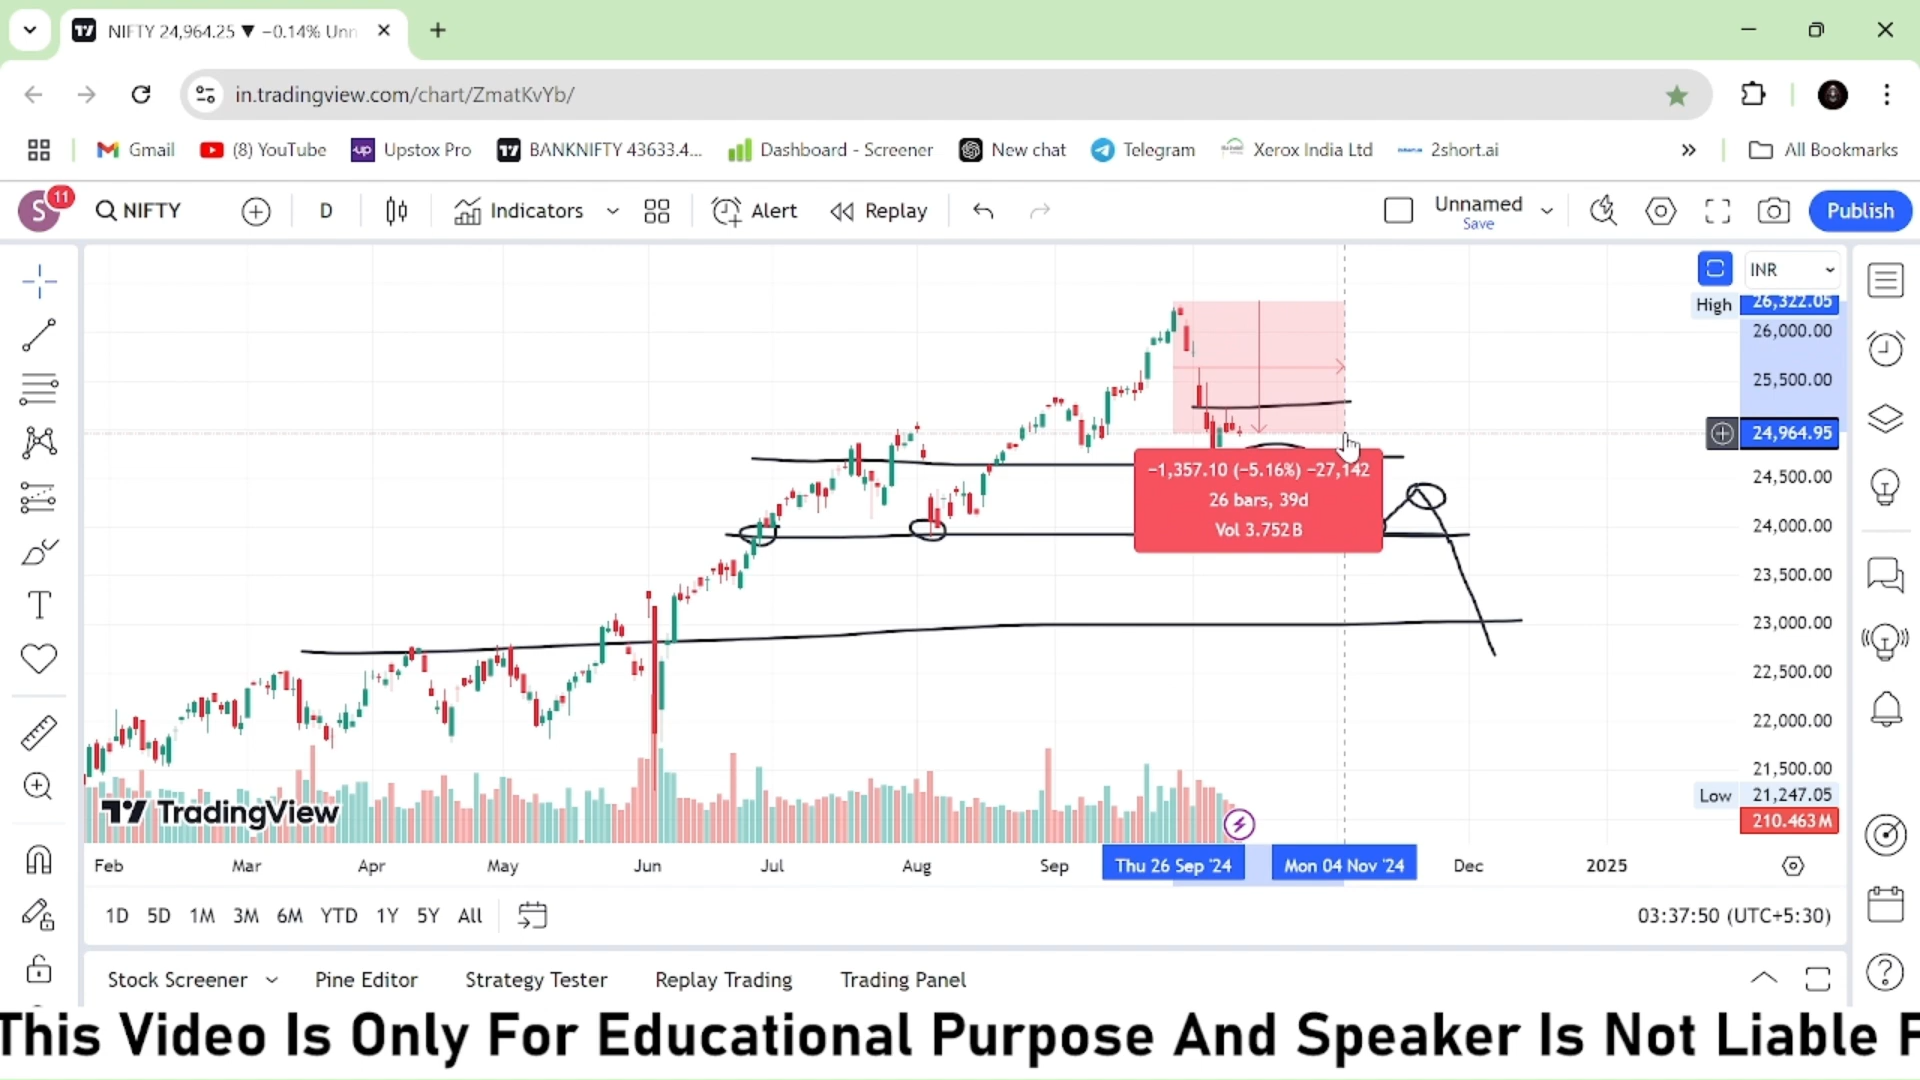 NIFTY 24,964.25 ▼ −0.14% Unn
in.tradingview.com/chart/ZmatKvYb/
Gmail
(8) YouTube
Upstox Pro
BANKNIFTY 43633.4...
Dashboard - Screener
New chat
Telegram
Xerox India Ltd
2short.ai
All Bookmarks
S
11
NIFTY
D
Indicators
Alert
Replay
Unnamed
Save
Publish
INR
High 26,322.05
26,000.00
25,500.00
24,964.95
24,500.00
24,000.00
23,500.00
23,000.00
22,500.00
22,000.00
21,500.00
Low 21,247.05
210.463M
−1,357.10 (−5.16%) −27,142
26 bars, 39d
Vol 3.752B
TradingView
Feb Mar Apr May Jun Jul Aug Sep Thu 26 Sep '24 Mon 04 Nov '24 Dec 2025
1D 5D 1M 3M 6M YTD 1Y 5Y All
03:37:50 (UTC+5:30)
Stock Screener
Pine Editor
Strategy Tester
Replay Trading
Trading Panel
This Video Is Only For Educational Purpose And Speaker Is Not Liable F